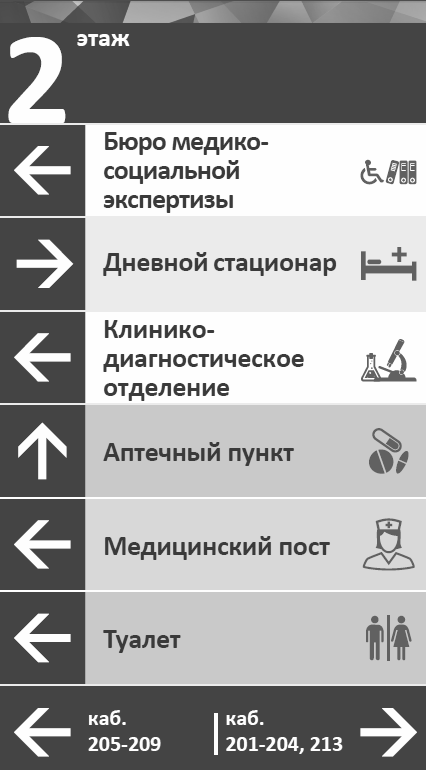 2 этаж
Бюро медико-
социальной
экспертизы
Дневной стационар
Клинико-
диагностическое
отделение
Аптечный пункт
Медицинский пост
Туалет
каб.
205-209
каб.
201-204, 213